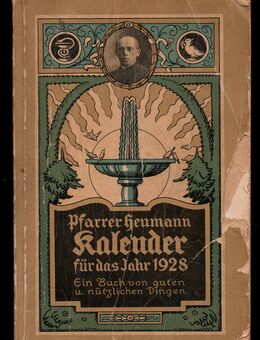 Pfarrer Heumann
Kalender
für das Jahr 1928
Ein Buch von guten
u. nützlichen Dingen.